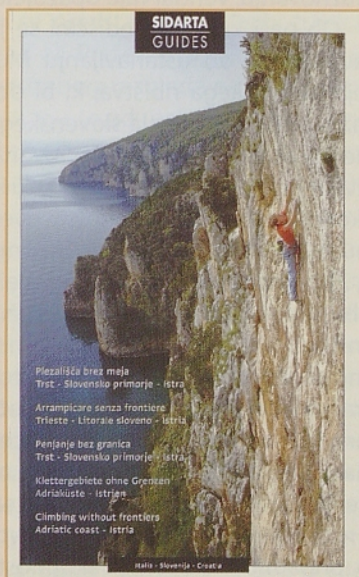 SIDARTA
GUIDES
Plezališča brez meja
Trst - Slovensko primorje - Istra
Arrampicare senza frontiere
Trieste - Litorale sloveno - Istria
Penjanje bez granica
Trst - Slovensko primorje - Istra
Klettergebiete ohne Grenzen
Adriaküste - Istrien
Climbing without frontiers
Adriatic coast - Istria
Italia - Slovenija - Croatia